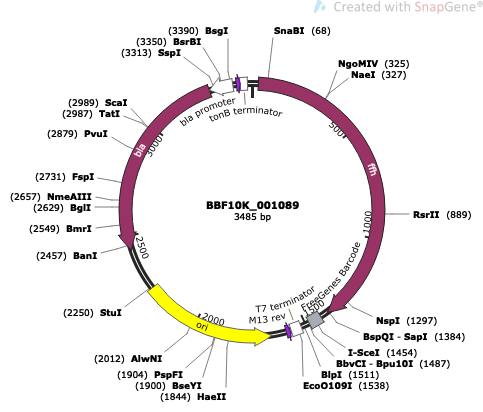 Created with SnapGene®
(3390) BsgI
(3350) BsrBI
(3313) SspI
SnaBI (68)
NgoMIV (325)
NaeI (327)
bla promoter
tonB terminator
(2989) ScaI
(2987) TatI
(2879) PvuI
3000
500
bla
ffh
(2731) FspI
(2657) NmeAIII
(2629) BglI
(2549) BmrI
(2457) BanI
BBF10K_001089
3485 bp
RsrII (889)
1000
2500
(2250) StuI
2000
ori
T7 terminator
M13 rev
1500
FreeGenes Barcode
NspI (1297)
BspQI - SapI (1384)
I-SceI (1454)
BbvCI - Bpu10I (1487)
BlpI (1511)
EcoO109I (1538)
(2012) AlwNI
(1904) PspFI
(1900) BseYI
(1844) HaeII